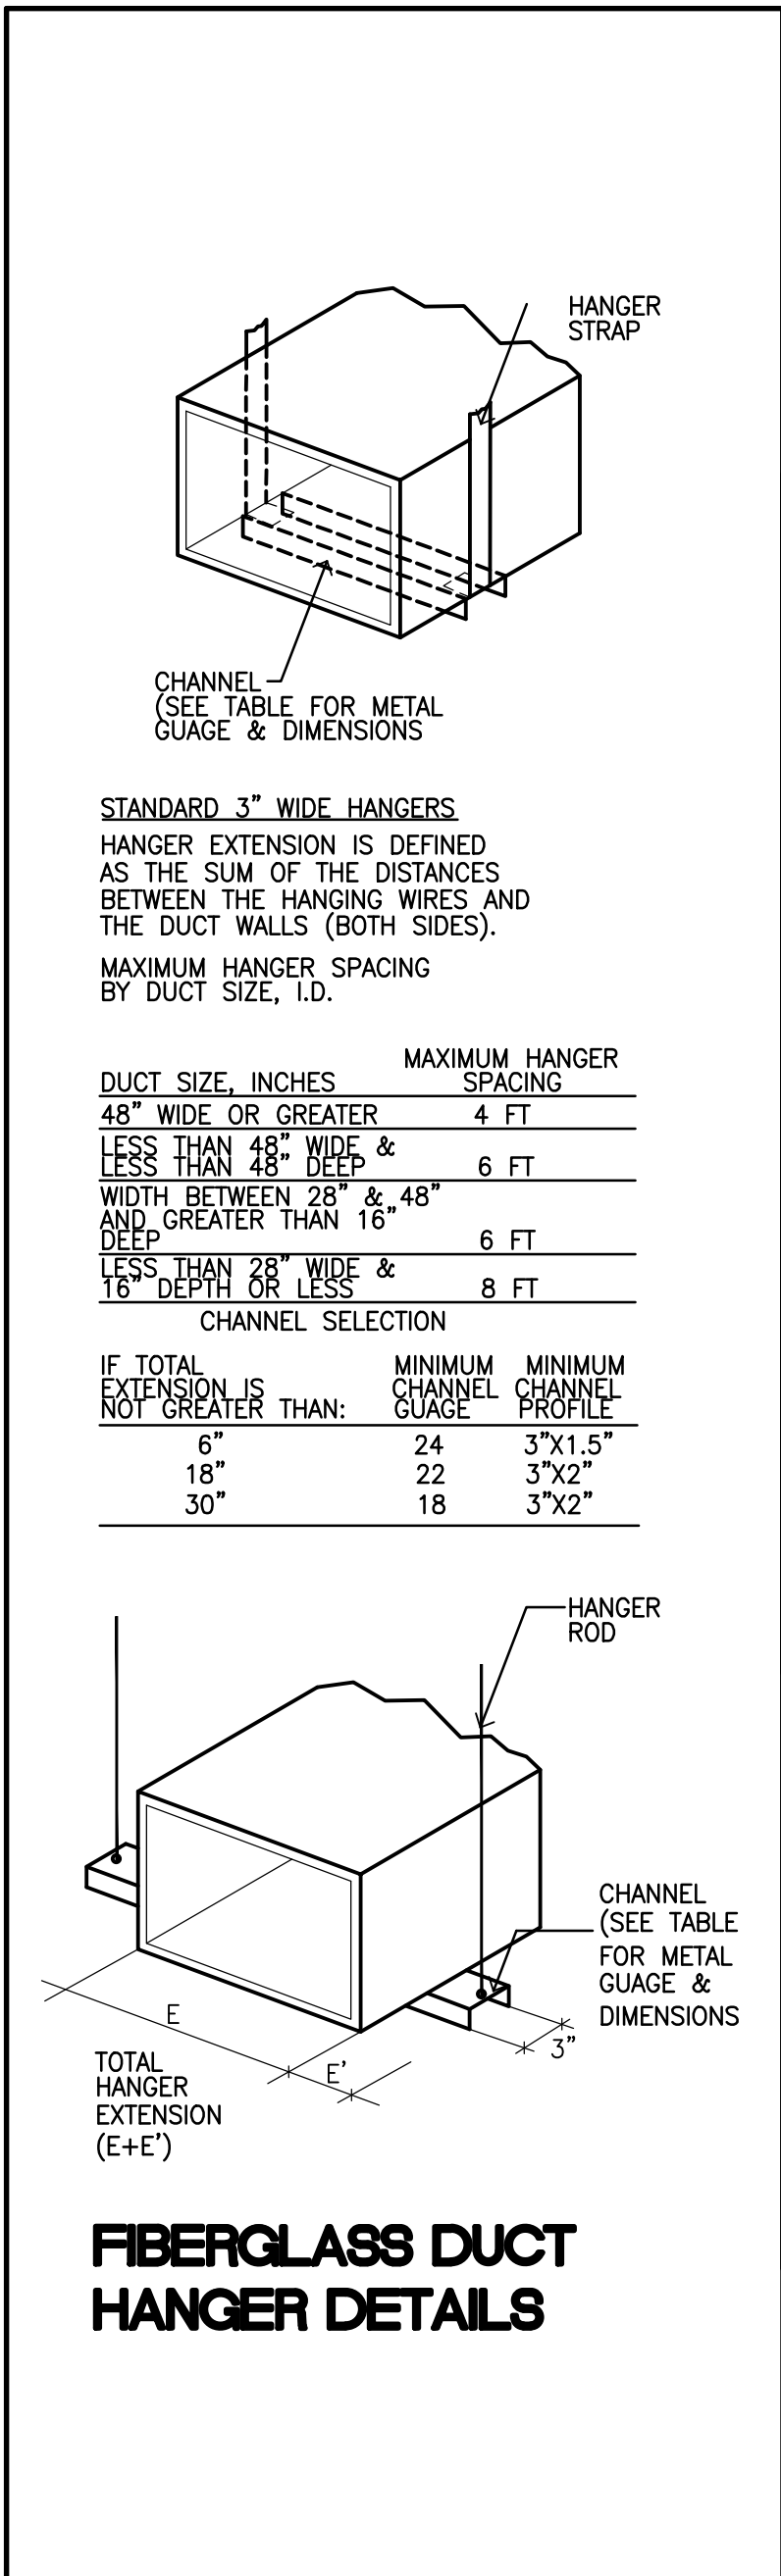 HANGER
STRAP
CHANNEL
(SEE TABLE FOR METAL
GUAGE & DIMENSIONS
STANDARD 3” WIDE HANGERS
HANGER EXTENSION IS DEFINED
AS THE SUM OF THE DISTANCES
BETWEEN THE HANGING WIRES AND
THE DUCT WALLS (BOTH SIDES).
MAXIMUM HANGER SPACING
BY DUCT SIZE, I.D.
MAXIMUM HANGER
DUCT SIZE, INCHES SPACING
48” WIDE OR GREATER 4 FT
LESS THAN 48” WIDE &
LESS THAN 48” DEEP 6 FT
WIDTH BETWEEN 28” & 48”
AND GREATER THAN 16”
DEEP 6 FT
LESS THAN 28” WIDE &
16” DEPTH OR LESS 8 FT
CHANNEL SELECTION
IF TOTAL MINIMUM MINIMUM
EXTENSION IS CHANNEL CHANNEL
NOT GREATER THAN: GUAGE PROFILE
6” 24 3”X1.5”
18” 22 3”X2”
30” 18 3”X2”
HANGER
ROD
CHANNEL
(SEE TABLE
FOR METAL
GUAGE &
DIMENSIONS
E
E’
3”
TOTAL
HANGER
EXTENSION
(E+E’)
FIBERGLASS DUCT
HANGER DETAILS